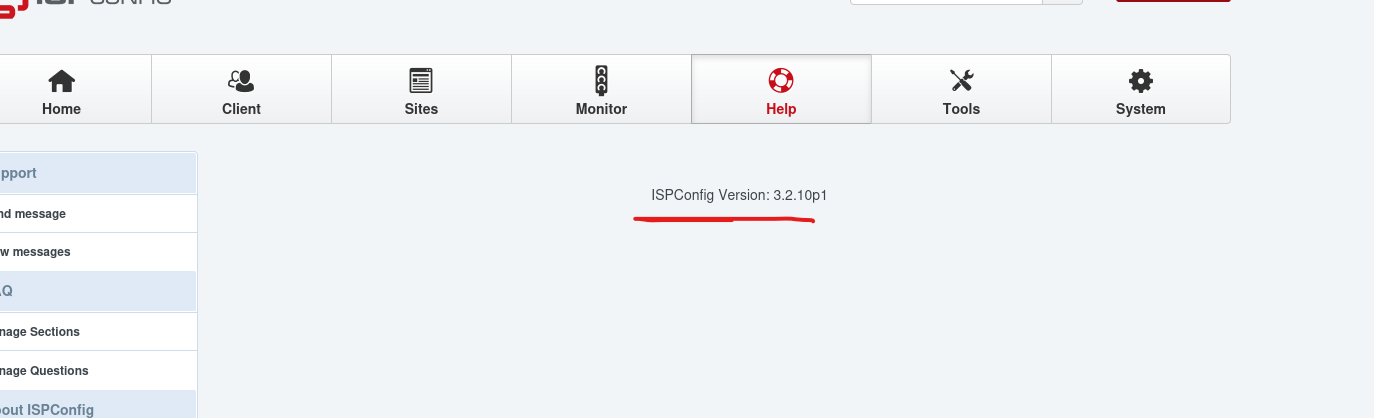 Home
Client
Sites
Monitor
Help
Tools
System
pport
nd message
w messages
AQ
nage Sections
nage Questions
out ISPConfig
ISPConfig Version: 3.2.10p1